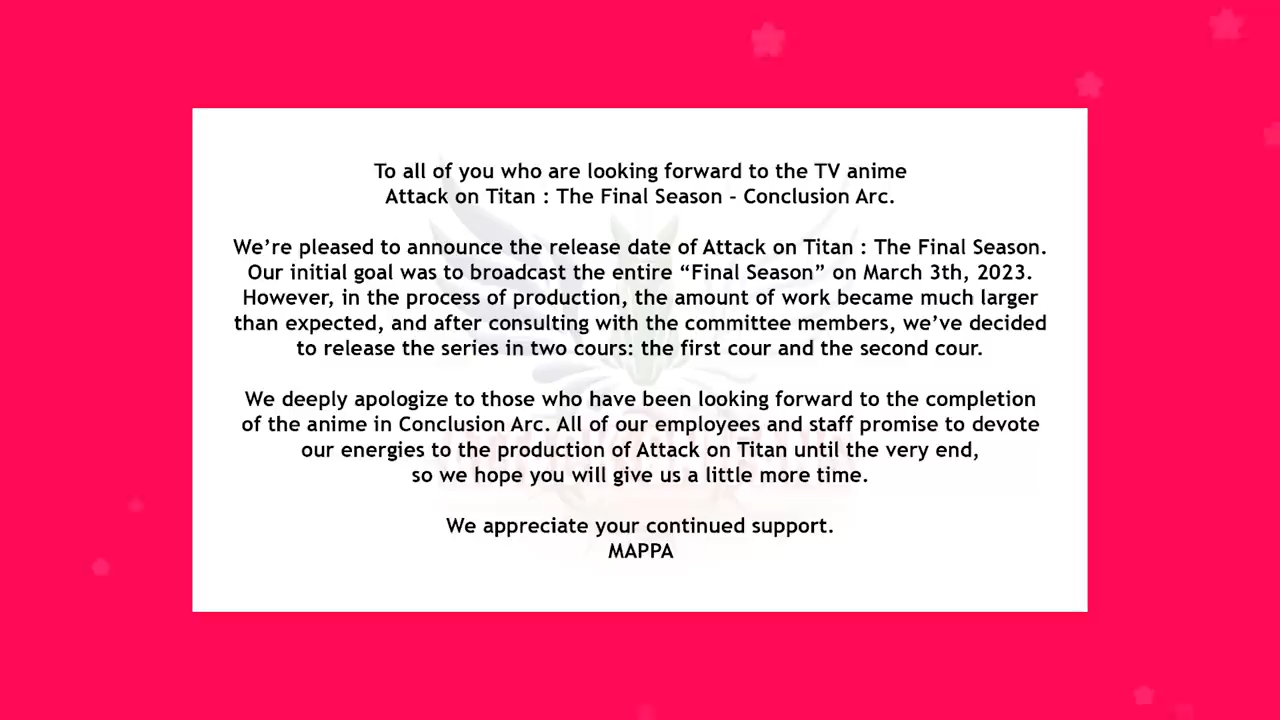 To all of you who are looking forward to the TV anime
Attack on Titan : The Final Season - Conclusion Arc.
We're pleased to announce the release date of Attack on Titan : The Final Season.
Our initial goal was to broadcast the entire “Final Season” on March 3th, 2023.
However, in the process of production, the amount of work became much larger
than expected, and after consulting with the committee members, we've decided
to release the series in two cours: the first cour and the second cour.
We deeply apologize to those who have been looking forward to the completion
of the anime in Conclusion Arc. All of our employees and staff promise to devote
our energies to the production of Attack on Titan until the very end,
so we hope you will give us a little more time.
We appreciate your continued support.
MAPPA